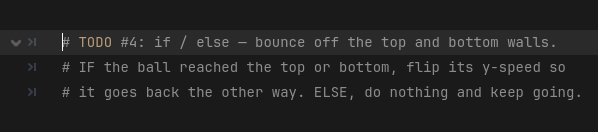 # TODO #4: if / else — bounce off the top and bottom walls.
# IF the ball reached the top or bottom, flip its y-speed so
# it goes back the other way. ELSE, do nothing and keep going.